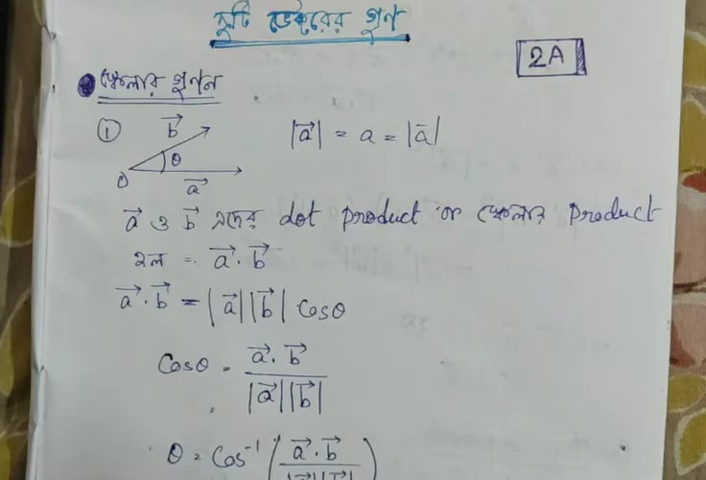 দুটি ভেক্টরের গুণ
2A
স্কেলার গুণন
① b⃗ |a⃗| = a = |a̅|
θ
O a⃗
a⃗ ও b⃗ এদের dot product or স্কেলার product
হল = a⃗ . b⃗
a⃗ . b⃗ = |a⃗||b⃗| Cosθ
Cosθ = a⃗ . b⃗ / |a⃗||b⃗|
θ = Cos⁻¹ (a⃗ . b⃗ / |a⃗||b⃗|)